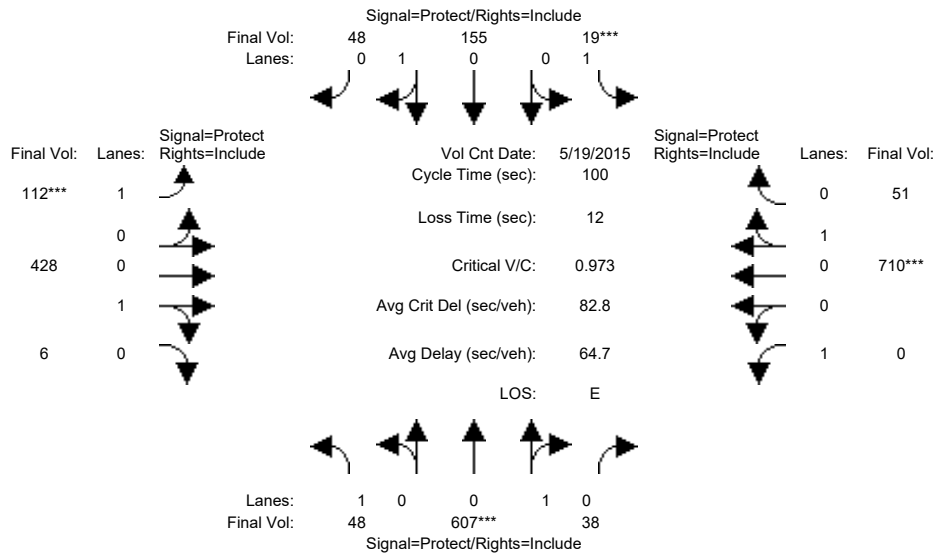 Signal=Protect/Rights=Include
Final Vol: 48 155 19***
Lanes: 0 1 0 0 1
Signal=Protect Signal=Protect
Final Vol: Lanes: Rights=Include Vol Cnt Date: 5/19/2015 Rights=Include Lanes: Final Vol:
Cycle Time (sec): 100
112*** 1 0 51
Loss Time (sec): 12
0 1
428 0 Critical V/C: 0.973 0 710***
1 Avg Crit Del (sec/veh): 82.8 0
6 0 Avg Delay (sec/veh): 64.7 1 0
LOS: E
Lanes: 1 0 0 1 0
Final Vol: 48 607*** 38
Signal=Protect/Rights=Include